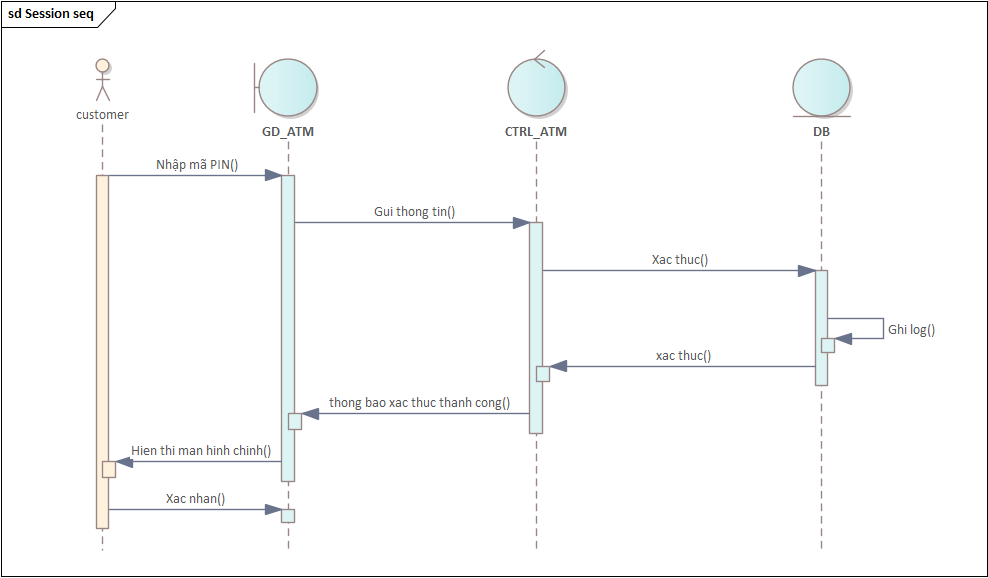 sd Session seq
customer
GD_ATM
CTRL_ATM
DB
Nhập mã PIN()
Gui thong tin()
Xac thuc()
Ghi log()
xac thuc()
thong bao xac thuc thanh cong()
Hien thi man hinh chinh()
Xac nhan()